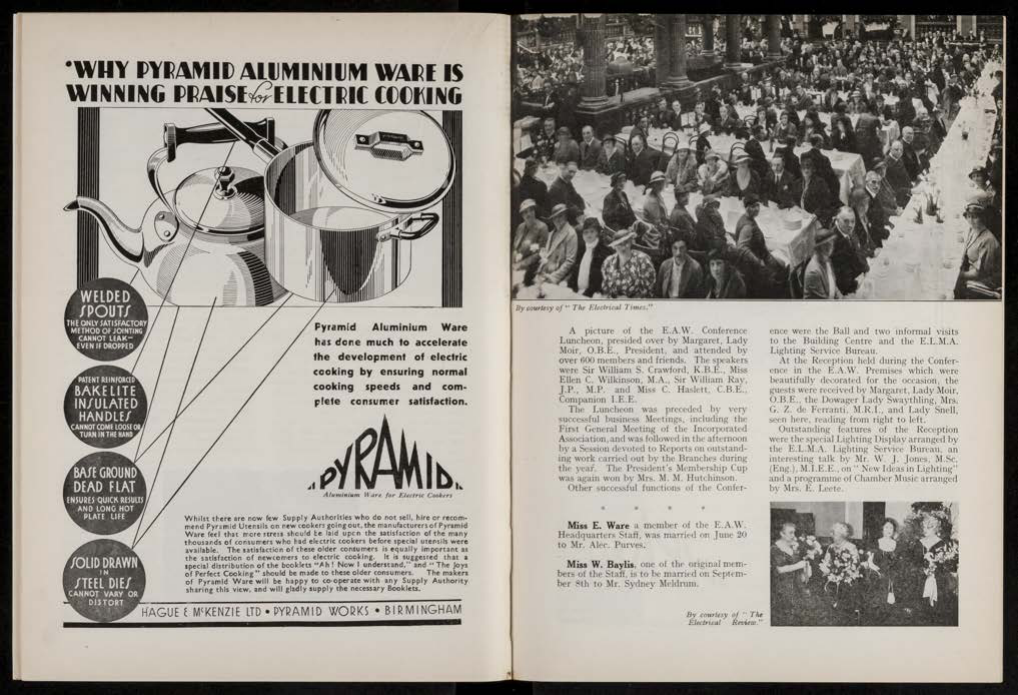 'WHY PYRAMID ALUMINIUM WARE IS
WINNING PRAISE for ELECTRIC COOKING
WELDED
SPOUTS
THE ONLY SATISFACTORY
METHOD OF JOINTING
CANNOT LEAK—
EVEN IF DROPPED
PATENT REINFORCED
BAKELITE
INSULATED
HANDLES
CANNOT COME LOOSE OR
TURN IN THE HAND
BASE GROUND
DEAD FLAT
ENSURES QUICK RESULTS
AND LONG HOT
PLATE LIFE
SOLID DRAWN
IN
STEEL DIES
CANNOT VARY OR
DISTORT
Pyramid Aluminium Ware
has done much to accelerate
the development of electric
cooking by ensuring normal
cooking speeds and com-
plete consumer satisfaction.
PYRAMID
Aluminium Ware for Electric Cookers
Whilst there are now few Supply Authorities who do not sell, hire or recom-
mend Pyramid Utensils on new cookers going out, the manufacturers of Pyramid
Ware feel that more stress should be laid upon the satisfaction of the many
thousands of consumers who had electric cookers before special utensils were
available. The satisfaction of these older consumers is equally important as
the satisfaction of newcomers to electric cooking. It is suggested that a
special distribution of the booklets "Ah! Now I understand," and "The Joys
of Perfect Cooking" should be made to these older consumers. The makers
of Pyramid Ware will be happy to co-operate with any Supply Authority
sharing this view, and will gladly supply the necessary Booklets.
HAGUE & McKENZIE LTD • PYRAMID WORKS • BIRMINGHAM
By courtesy of "The Electrical Times."
A picture of the E.A.W. Conference
Luncheon, presided over by Margaret, Lady
Moir, O.B.E., President, and attended by
over 600 members and friends. The speakers
were Sir William S. Crawford, K.B.E., Miss
Ellen C. Wilkinson, M.A., Sir William Ray,
J.P., M.P. and Miss C. Haslett, C.B.E.,
Companion I.E.E.
The Luncheon was preceded by very
successful business Meetings, including the
First General Meeting of the Incorporated
Association, and was followed in the afternoon
by a Session devoted to Reports on outstand-
ing work carried out by the Branches during
the year. The President's Membership Cup
was again won by Mrs. M. M. Hutchinson.
Other successful functions of the Confer-
ence were the Ball and two informal visits
to the Building Centre and the E.L.M.A.
Lighting Service Bureau.
At the Reception held during the Confer-
ence in the E.A.W. Premises which were
beautifully decorated for the occasion, the
guests were received by Margaret, Lady Moir,
O.B.E., the Dowager Lady Swaythling, Mrs.
G. Z. de Ferranti, M.R.I., and Lady Snell,
seen here, reading from right to left.
Outstanding features of the Reception
were the special Lighting Display arranged by
the E.L.M.A. Lighting Service Bureau, an
interesting talk by Mr. W. J. Jones, M.Sc.
(Eng.), M.I.E.E., on "New Ideas in Lighting"
and a programme of Chamber Music arranged
by Mrs. E. Leete.
* * * *
Miss E. Ware a member of the E.A.W.
Headquarters Staff, was married on June 20
to Mr. Alec. Purves.
Miss W. Baylis, one of the original mem-
bers of the Staff, is to be married on Septem-
ber 8th to Mr. Sydney Meldrum.
By courtesy of "The
Electrical Review."